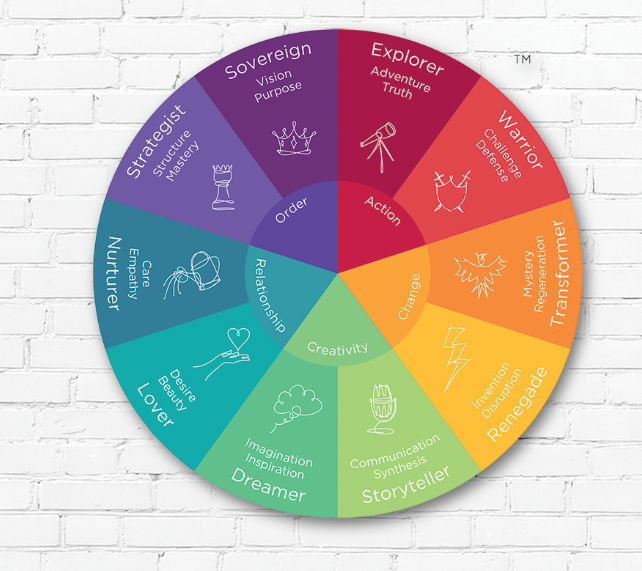 Sovereign
Vision
Purpose
Explorer
Adventure
Truth
TM
Warrior
Challenge
Defense
Transformer
Mystery
Regeneration
Renegade
Invention
Disruption
Storyteller
Communication
Synthesis
Dreamer
Imagination
Inspiration
Lover
Desire
Beauty
Nurturer
Care
Empathy
Strategist
Structure
Mastery
Order
Action
Change
Creativity
Relationship